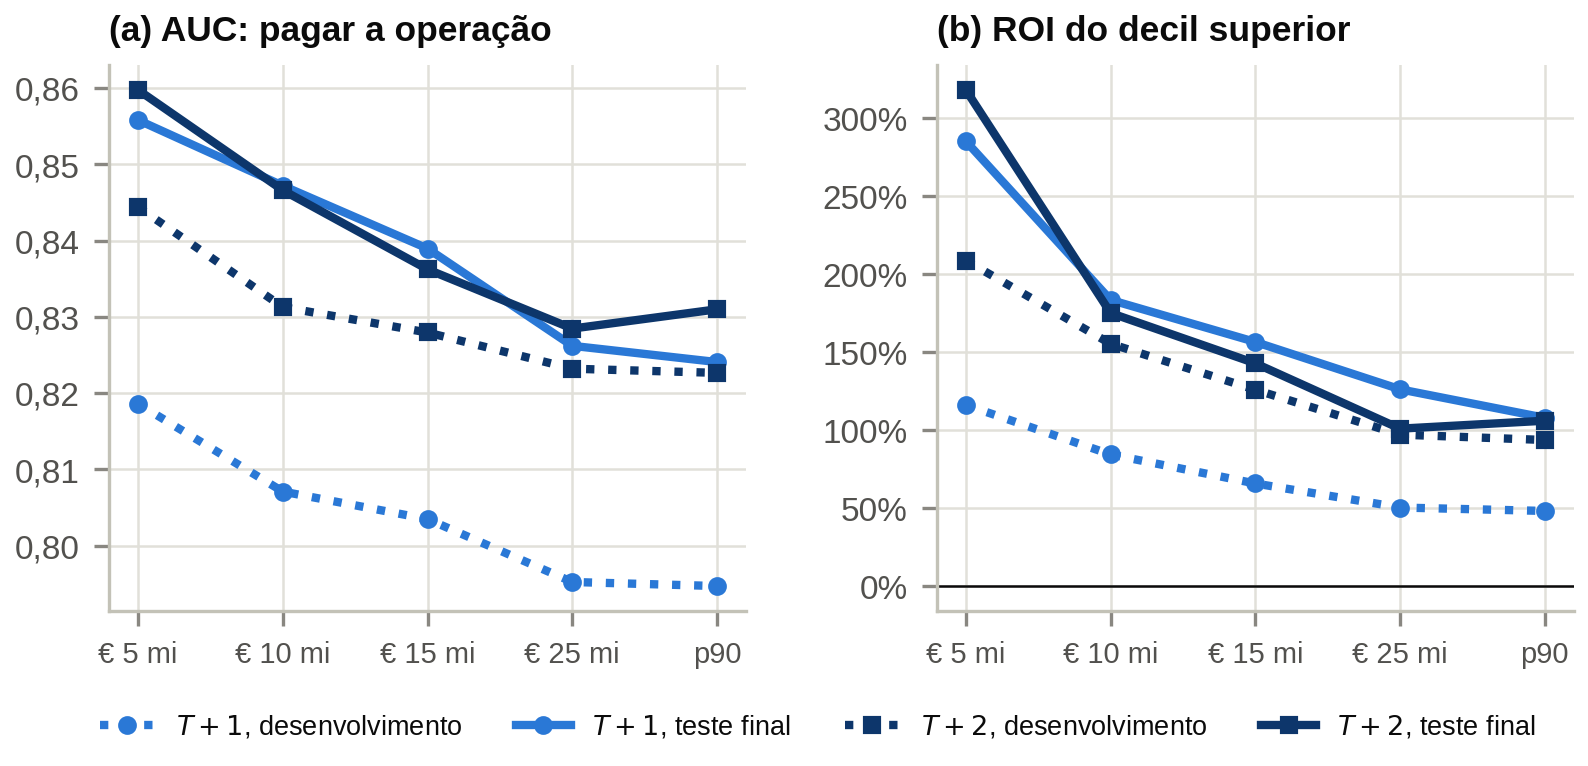 (a) AUC: pagar a operação
0,86
0,85
0,84
0,83
0,82
0,81
0,80
€ 5 mi € 10 mi € 15 mi € 25 mi p90
(b) ROI do decil superior
300%
250%
200%
150%
100%
50%
0%
€ 5 mi € 10 mi € 15 mi € 25 mi p90
T + 1, desenvolvimento T + 1, teste final T + 2, desenvolvimento T + 2, teste final